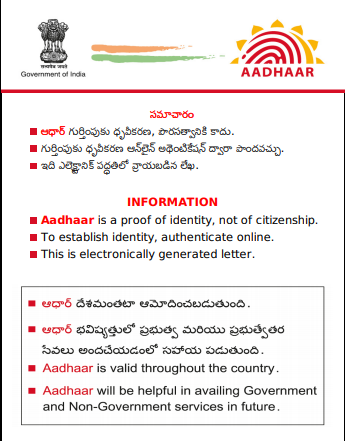 सत्यमेव जयते
Government of India
AADHAAR
సమాచారం
ఆధార్ గుర్తింపుకు ధృవీకరణ, పౌరసత్వానికి కాదు.
గుర్తింపుకు ధృవీకరణ ఆన్‌లైన్ అథెంటికేషన్ ద్వారా పొందవచ్చు.
ఇది ఎలెక్ట్రానిక్ పద్ధతిలో వ్రాయబడిన లేఖ.
INFORMATION
Aadhaar is a proof of identity, not of citizenship.
To establish identity, authenticate online.
This is electronically generated letter.
ఆధార్ దేశమంతటా ఆమోదించబడుతుంది.
ఆధార్ భవిష్యత్తులో ప్రభుత్వ మరియు ప్రభుత్వేతర
సేవలు అందచేయడంలో సహాయ పడుతుంది.
Aadhaar is valid throughout the country.
Aadhaar will be helpful in availing Government
and Non-Government services in future.